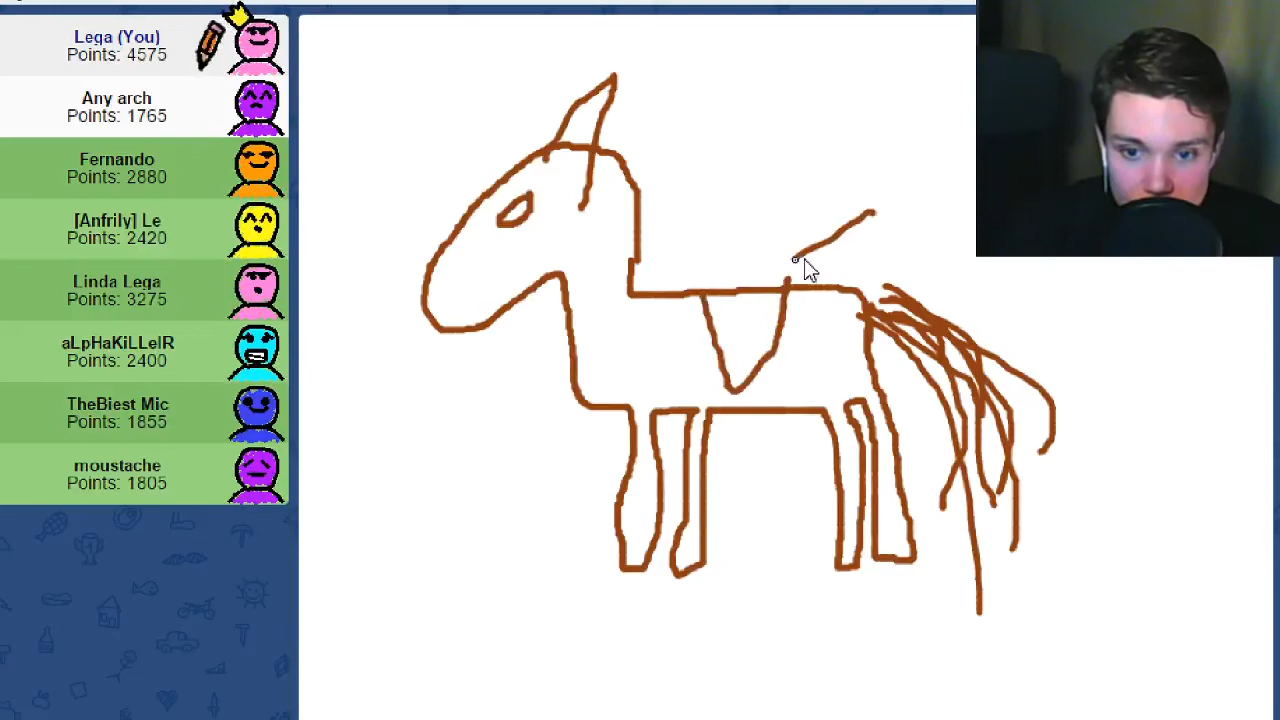 Lega (You)
Points: 4575
Any arch
Points: 1765
Fernando
Points: 2880
[Anfrily] Le
Points: 2420
Linda Lega
Points: 3275
aLpHaKiLLeIR
Points: 2400
TheBiest Mic
Points: 1855
moustache
Points: 1805